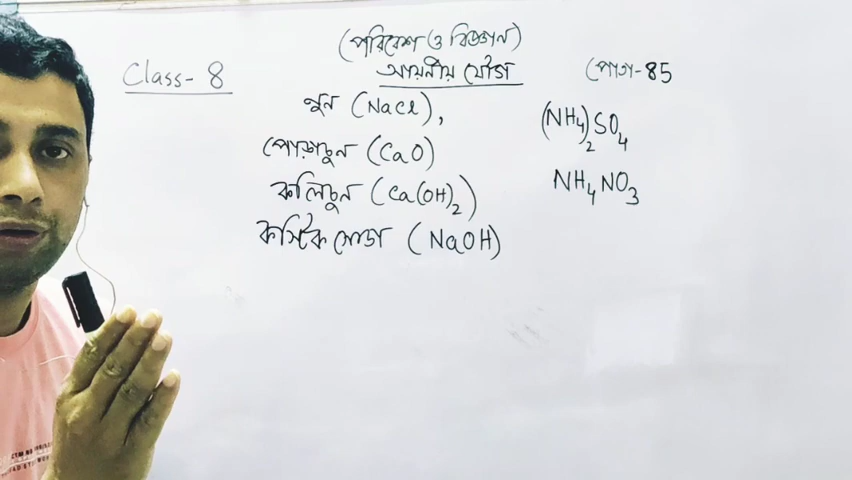 (পরিবেশ ও বিজ্ঞান)
Class- 8
আয়নীয় যৌগ
পোতা-85
নুন (NaCl),
(NH₄)₂SO₄
পোড়াচুন (CaO)
NH₄NO₃
কলিচুন (Ca(OH)₂)
কস্টিক সোডা (NaOH)